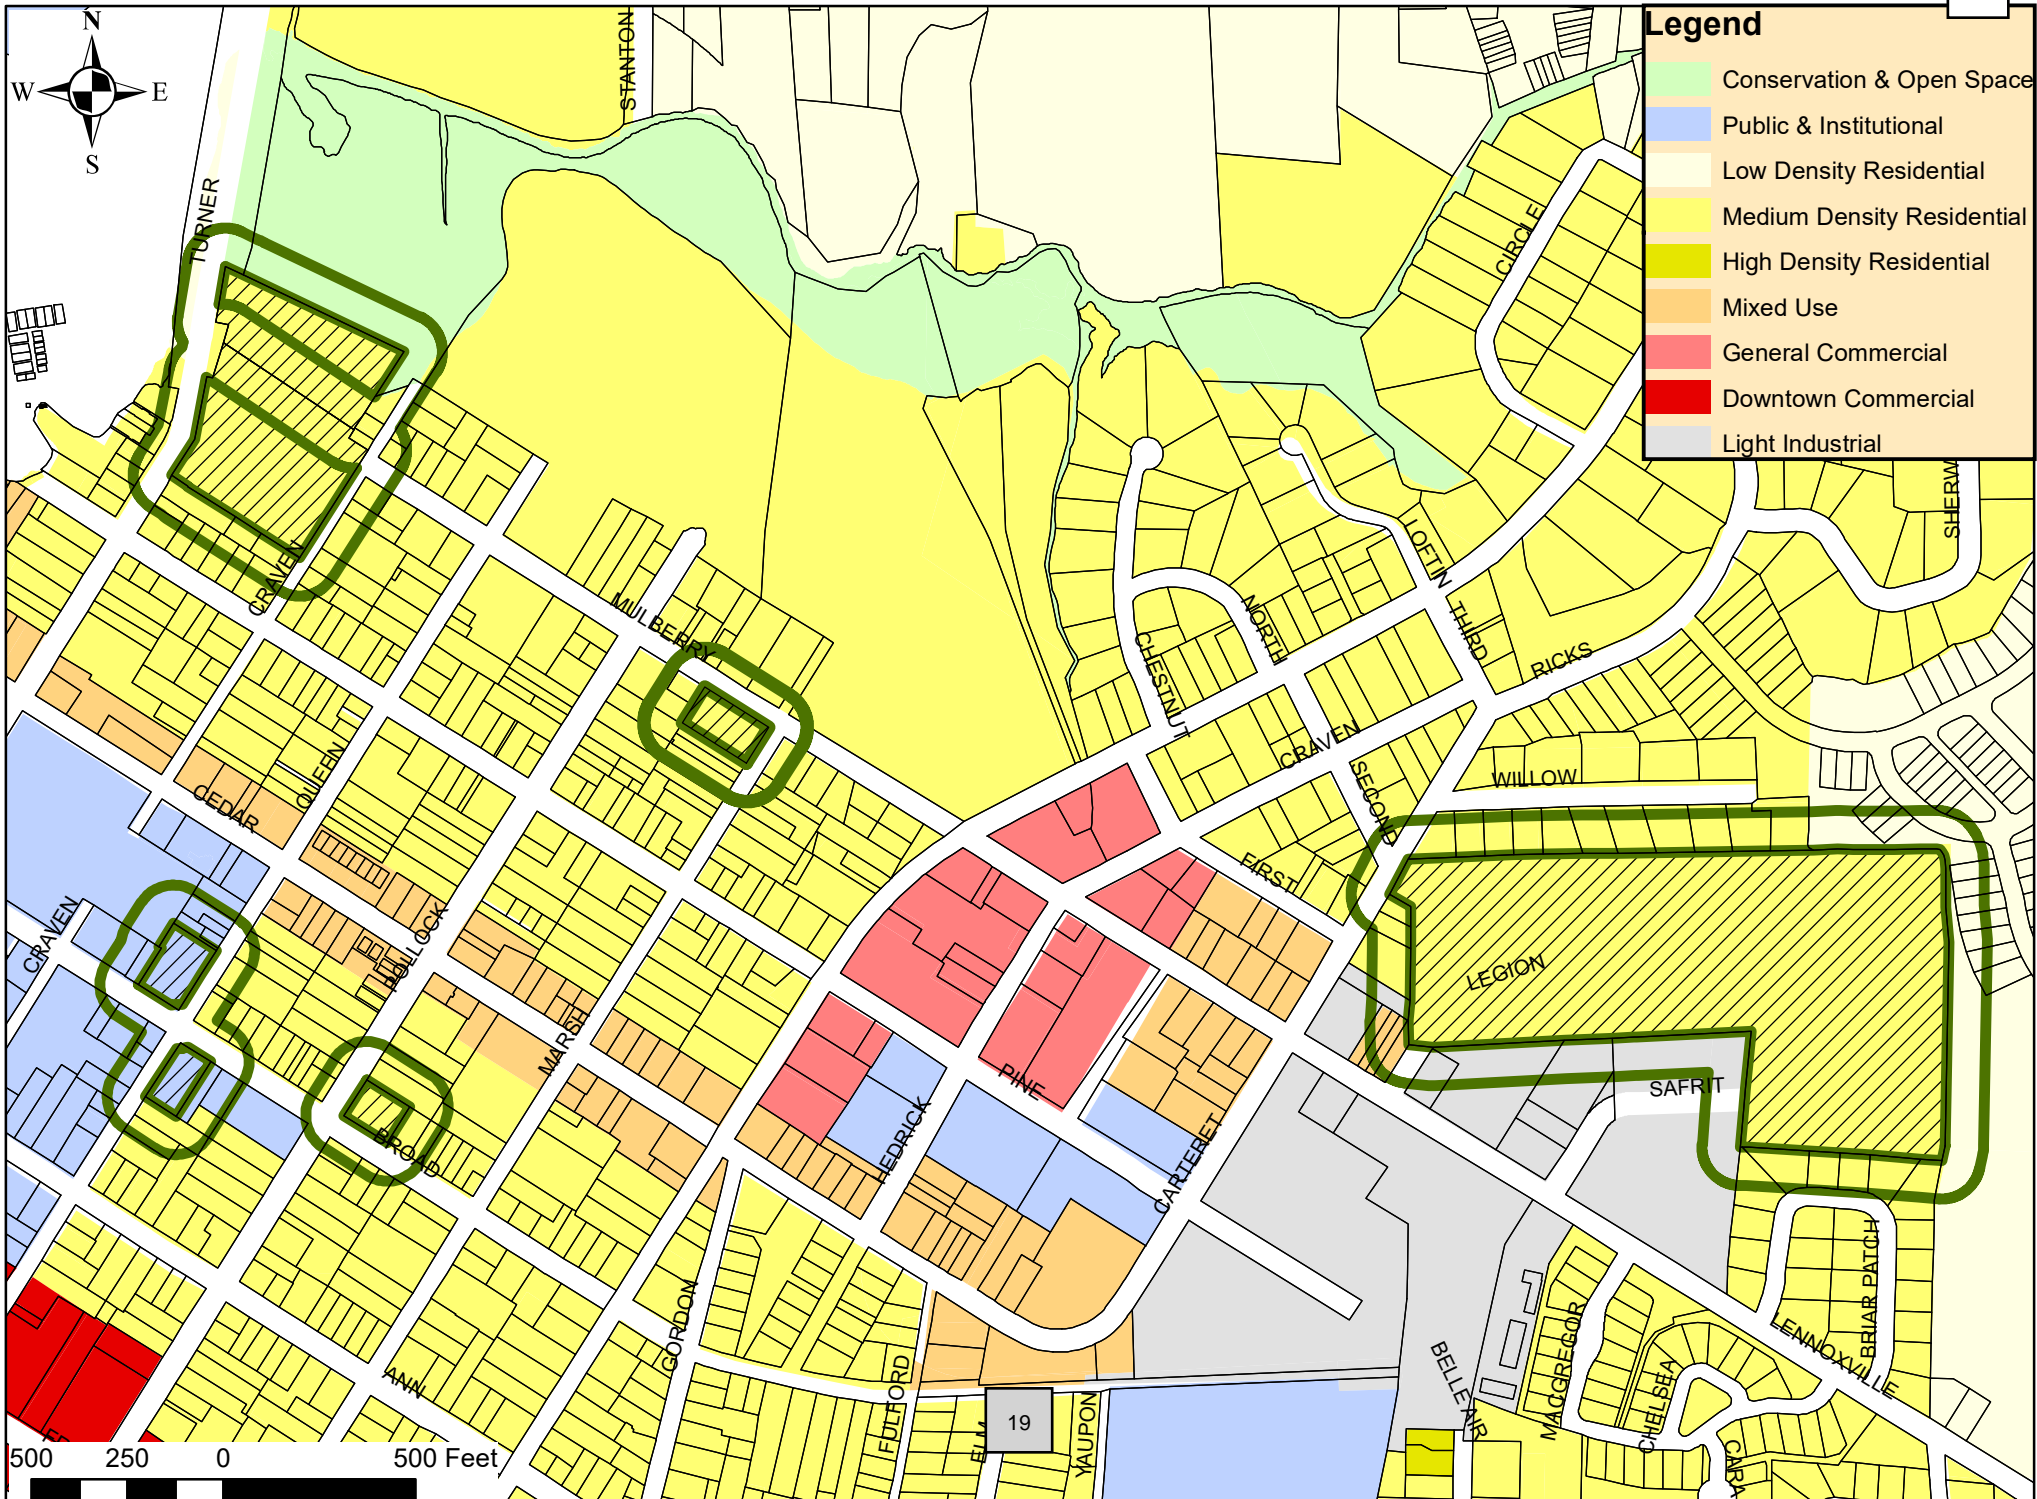 Legend
Conservation & Open Space
Public & Institutional
Low Density Residential
Medium Density Residential
High Density Residential
Mixed Use
General Commercial
Downtown Commercial
Light Industrial
N
W E
S
STANTON
TURNER
CIRCLE
SHERW
LOFTIN
CRAVEN
MULBERRY
NORTH
THIRD
CHESTNUT
RICKS
CRAVEN
QUEEN
CEDAR
SECOND
WILLOW
FIRST
CRAVEN
POLLOCK
LEGION
MARSH
PINE
SAFRIT
HEDRICK
BROAD
CARTERET
GORDON
BRIAR PATCH
LENNOXVILLE
MACGREGOR
ANN
FULFORD
BELLE AIR
CHELSEA
ELM
YAUPON
19
CARA
500 250 0 500 Feet